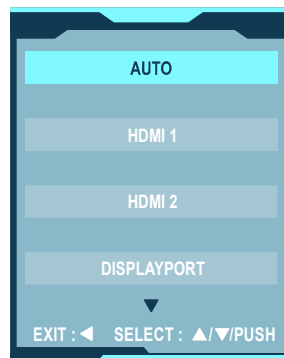 AUTO
HDMI 1
HDMI 2
DISPLAYPORT
▼
EXIT : ◀ SELECT : ▲/▼/PUSH